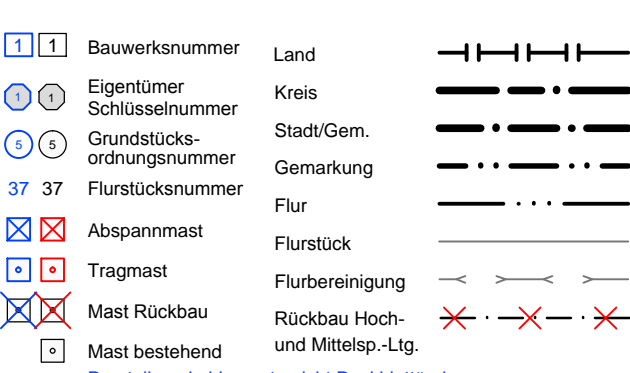 1 1 Bauwerksnummer
1 1 Eigentümer
Schlüsselnummer
5 5 Grundstücks-
ordnungsnummer
37 37 Flurstücksnummer
Abspannmast
Tragmast
Mast Rückbau
Mast bestehend
Land
Kreis
Stadt/Gem.
Gemarkung
Flur
Flurstück
Flurbereinigung
Rückbau Hoch-
und Mittelsp.-Ltg.